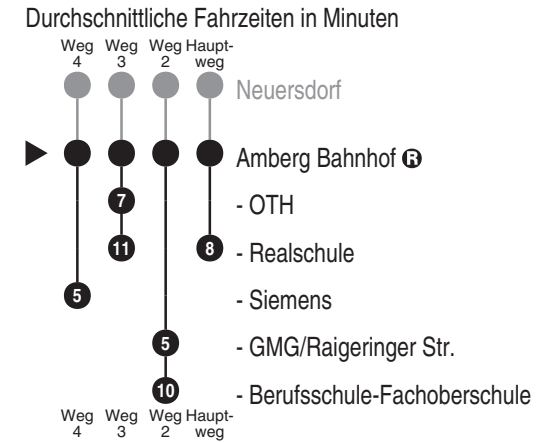 Durchschnittliche Fahrzeiten in Minuten
Weg Weg Weg Haupt-
4 3 2 weg
Neuersdorf
Amberg Bahnhof R
7 - OTH
11 8 - Realschule
5 - Siemens
5 - GMG/Raigeringer Str.
10 - Berufsschule-Fachoberschule
Weg Weg Weg Haupt-
4 3 2 weg